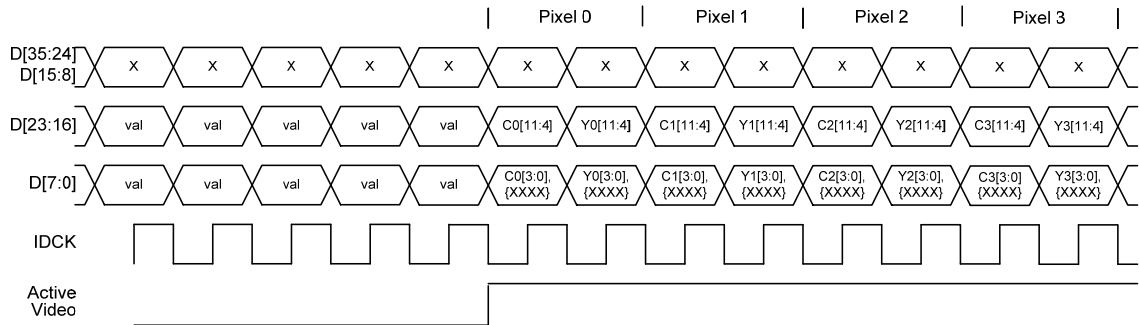 Pixel 0 Pixel 1 Pixel 2 Pixel 3
D[35:24]
D[15:8]
X X X X X X X X X X X X X
D[23:16] val val val val val C0[11:4] Y0[11:4] C1[11:4] Y1[11:4] C2[11:4] Y2[11:4] C3[11:4] Y3[11:4]
D[7:0] val val val val val C0[3:0], Y0[3:0], C1[3:0], Y1[3:0], C2[3:0], Y2[3:0], C3[3:0] Y3[3:0],
{XXXX} {XXXX} {XXXX} {XXXX} {XXXX} {XXXX} {XXXX} {XXXX}
IDCK
Active
Video